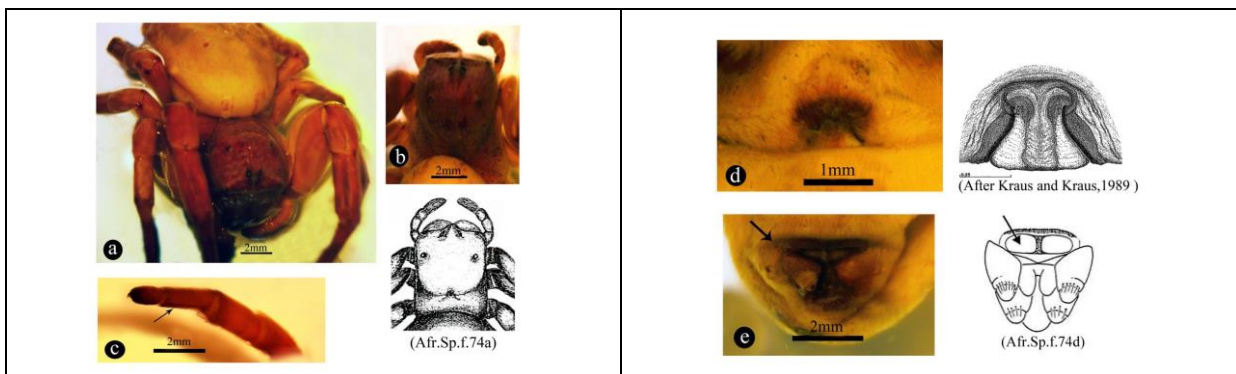 a
2mm
b
2mm
(Afr.Sp.f.74a)
c
2mm
d
1mm
(After Kraus and Kraus,1989 )
e
2mm
(Afr.Sp.f.74d)